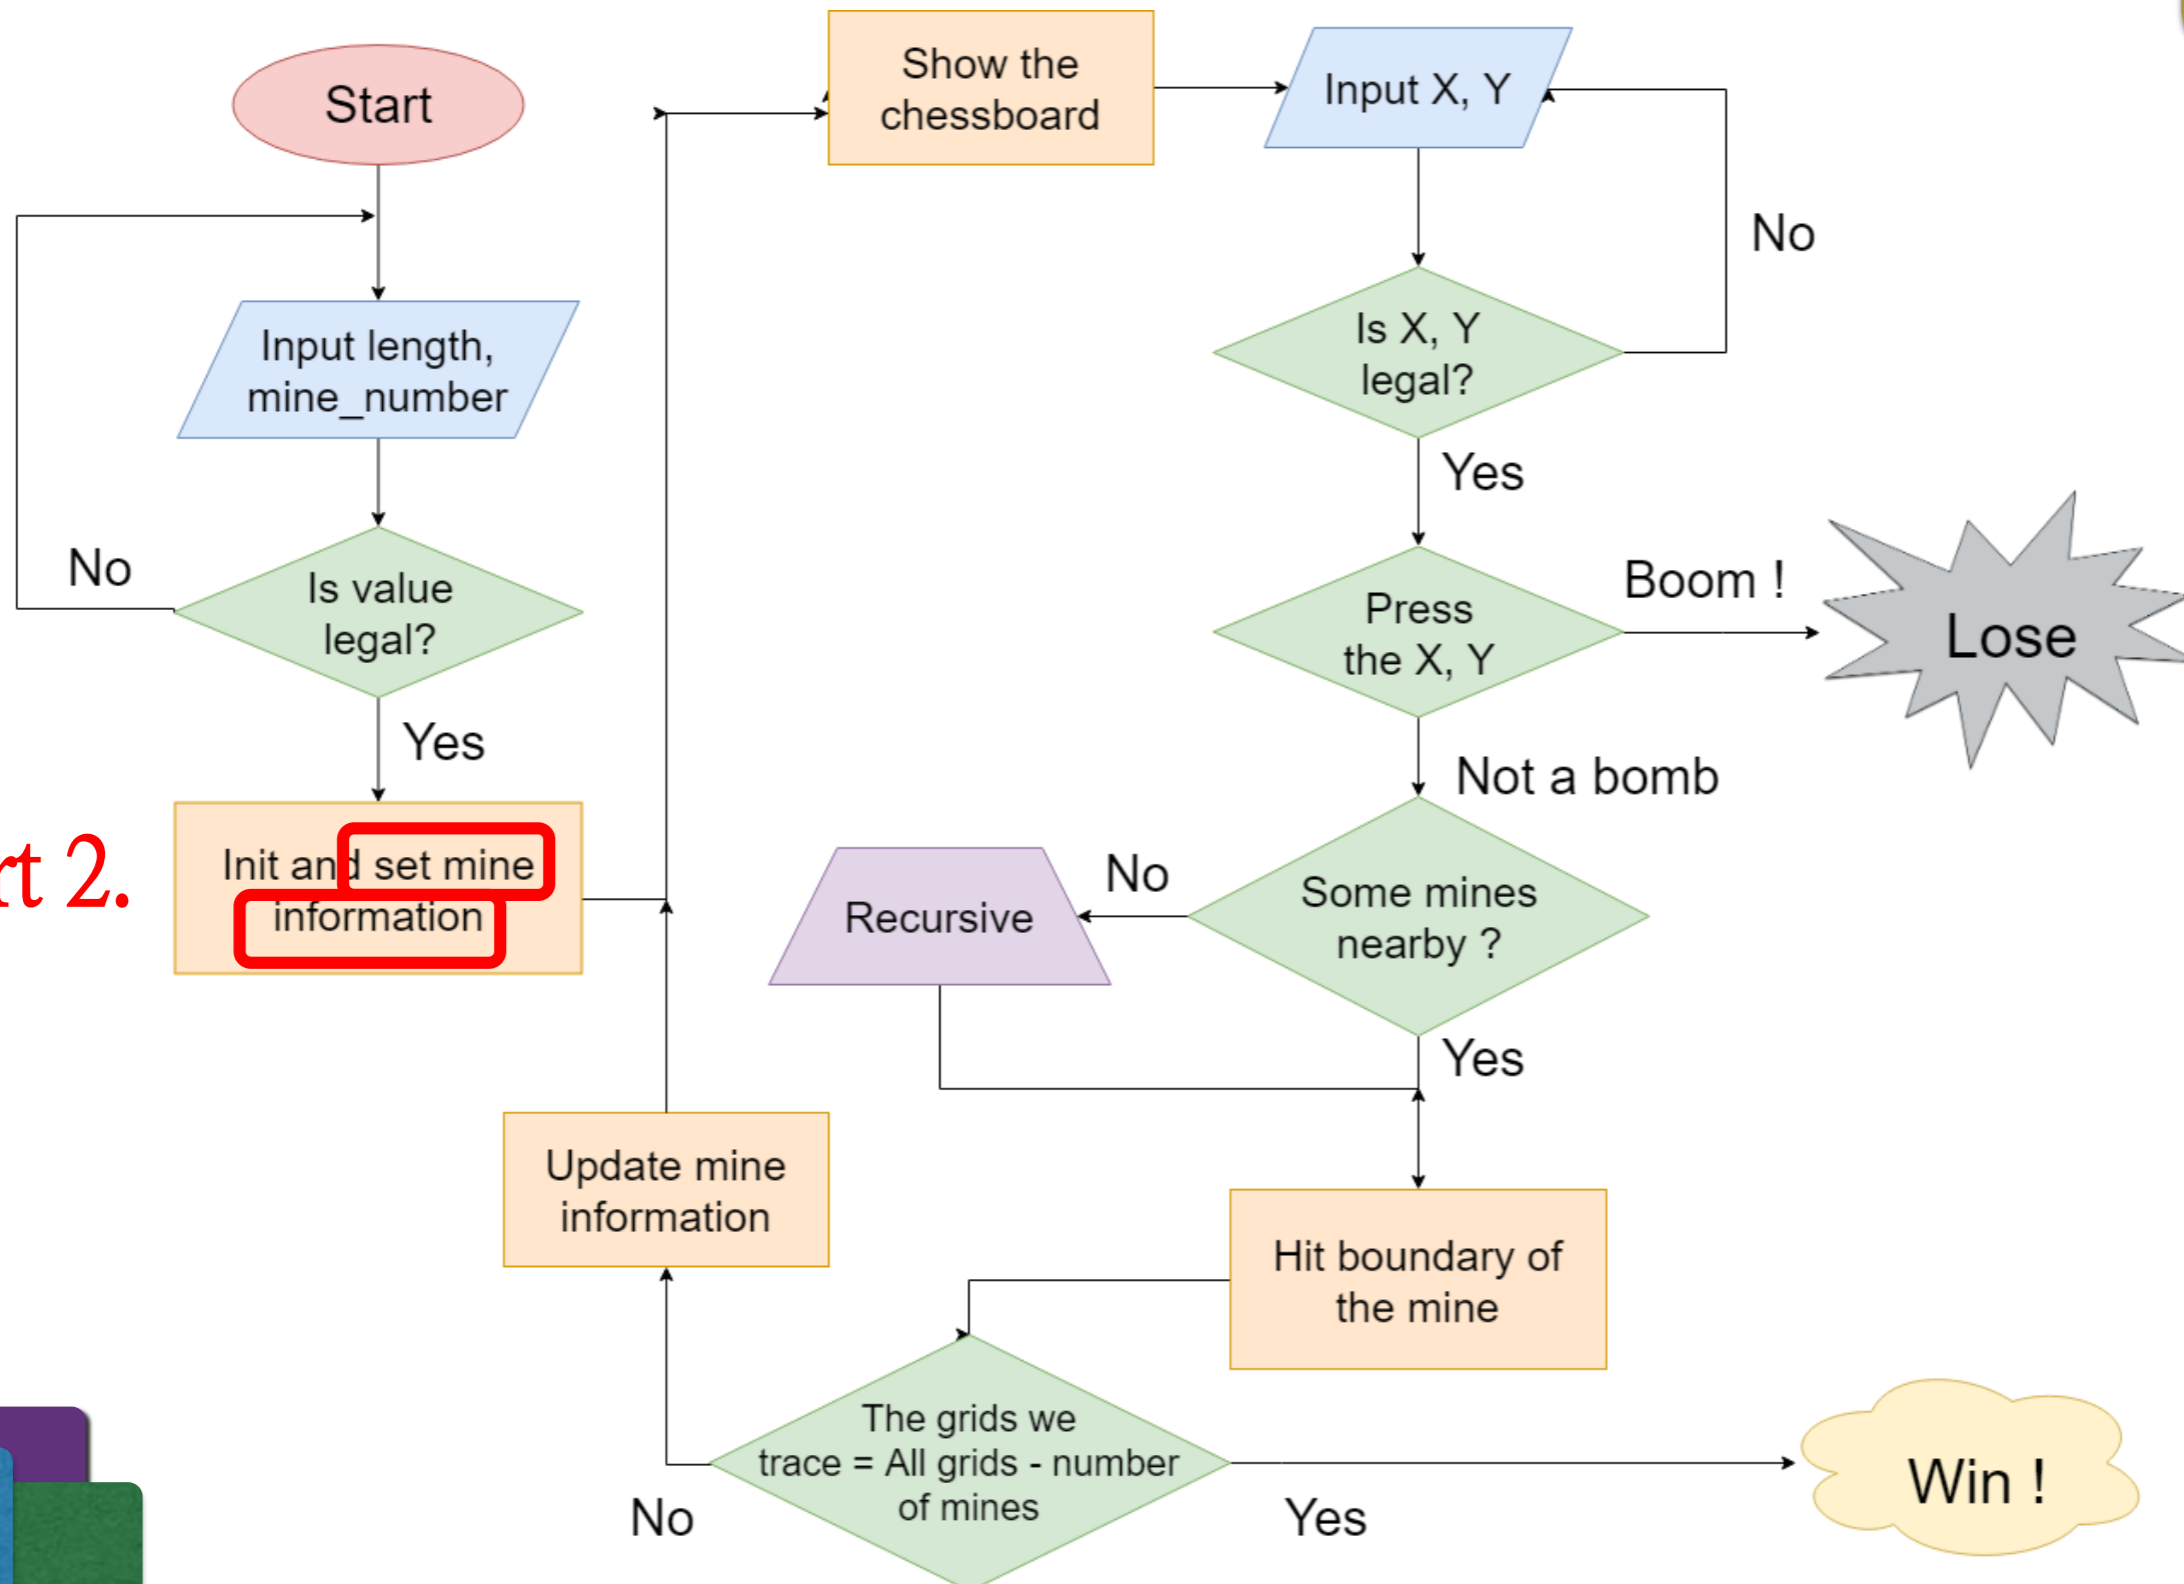 Start
Input length,
mine_number
Is value
legal?
No
Yes
2.
Init and set mine
information
Show the
chessboard
Input X, Y
Is X, Y
legal?
No
Yes
Press
the X, Y
Boom !
Lose
Not a bomb
Some mines
nearby ?
No
Recursive
Yes
Hit boundary of
the mine
Update mine
information
The grids we
trace = All grids - number
of mines
No
Yes
Win !